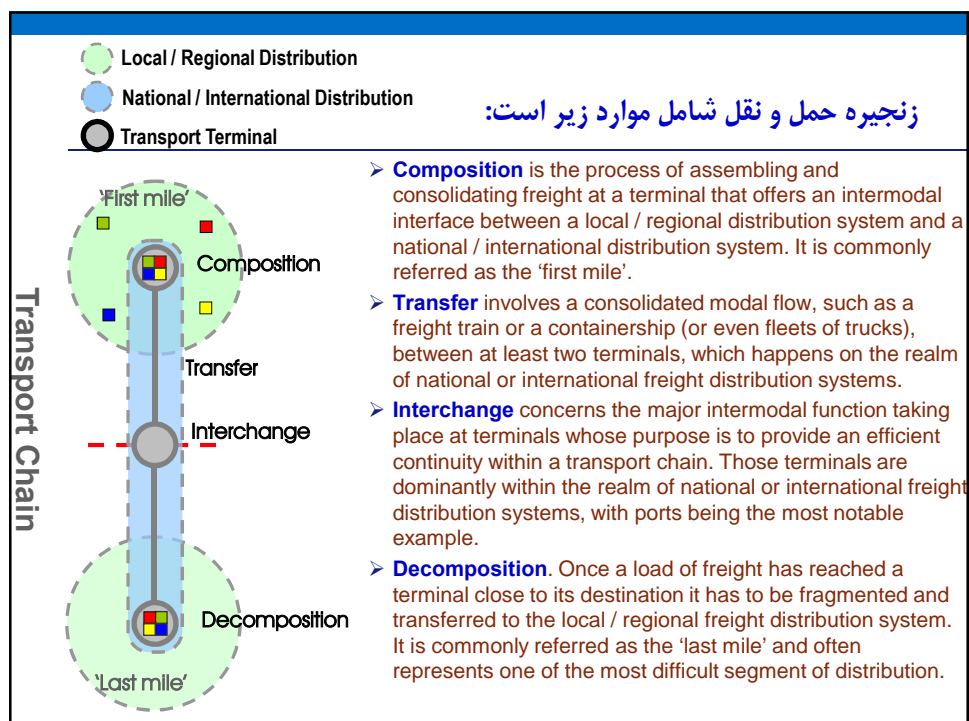 Local / Regional Distribution
National / International Distribution
Transport Terminal
زنجیره حمل و نقل شامل موارد زیر است:
Transport Chain
'First mile'
Composition
Transfer
Interchange
Decomposition
'Last mile'
➢ Composition is the process of assembling and
consolidating freight at a terminal that offers an intermodal
interface between a local / regional distribution system and a
national / international distribution system. It is commonly
referred as the 'first mile'.
➢ Transfer involves a consolidated modal flow, such as a
freight train or a containership (or even fleets of trucks),
between at least two terminals, which happens on the realm
of national or international freight distribution systems.
➢ Interchange concerns the major intermodal function taking
place at terminals whose purpose is to provide an efficient
continuity within a transport chain. Those terminals are
dominantly within the realm of national or international freight
distribution systems, with ports being the most notable
example.
➢ Decomposition. Once a load of freight has reached a
terminal close to its destination it has to be fragmented and
transferred to the local / regional freight distribution system.
It is commonly referred as the 'last mile' and often
represents one of the most difficult segment of distribution.